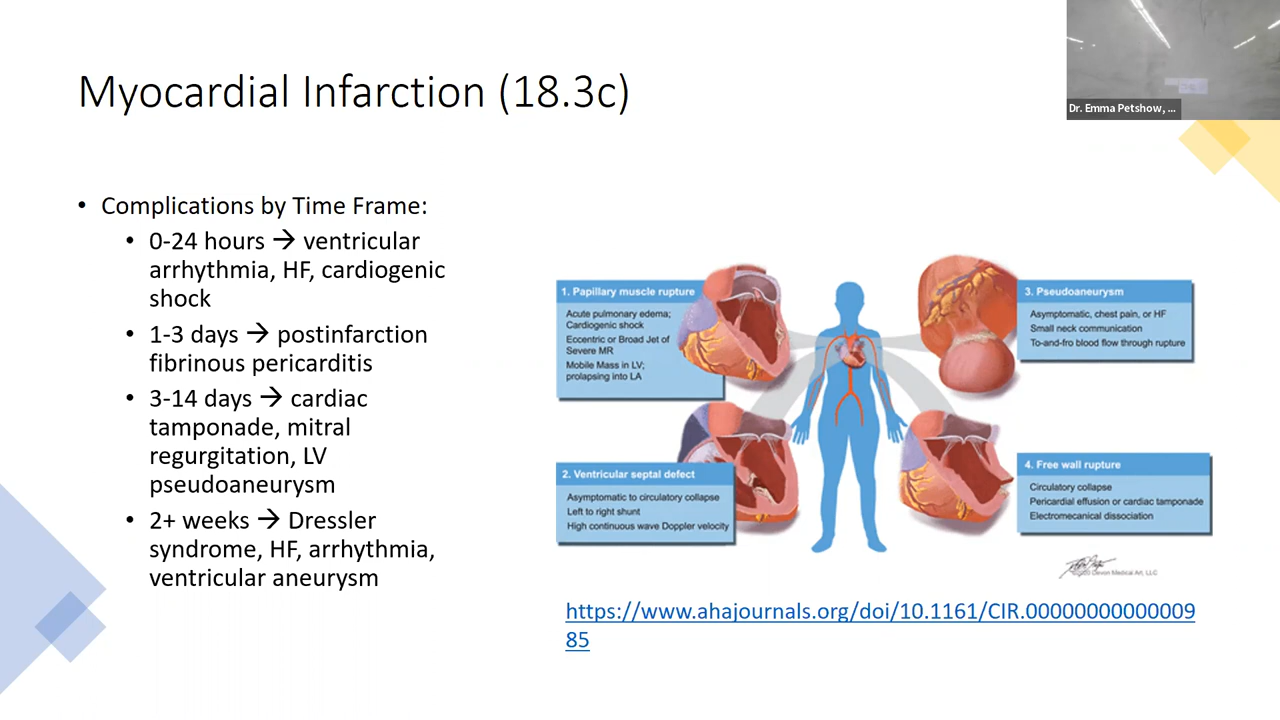 Dr. Emma Petshow, ...
Myocardial Infarction (18.3c)
• Complications by Time Frame:
• 0-24 hours → ventricular
arrhythmia, HF, cardiogenic
shock
• 1-3 days → postinfarction
fibrinous pericarditis
• 3-14 days → cardiac
tamponade, mitral
regurgitation, LV
pseudoaneurysm
• 2+ weeks → Dressler
syndrome, HF, arrhythmia,
ventricular aneurysm
1. Papillary muscle rupture
Acute pulmonary edema;
Cardiogenic shock
Eccentric or Broad Jet of
Severe MR
Mobile Mass in LV;
prolapsing into LA
2. Ventricular septal defect
Asymptomatic to circulatory collapse
Left to right shunt
High continuous wave Doppler velocity
3. Pseudoaneurysm
Asymptomatic, chest pain, or HF
Small neck communication
To-and-fro blood flow through rupture
4. Free wall rupture
Circulatory collapse
Pericardial effusion or cardiac tamponade
Electromechanical dissociation
Devon Medical Art, LLC
https://www.ahajournals.org/doi/10.1161/CIR.00000000000009
85